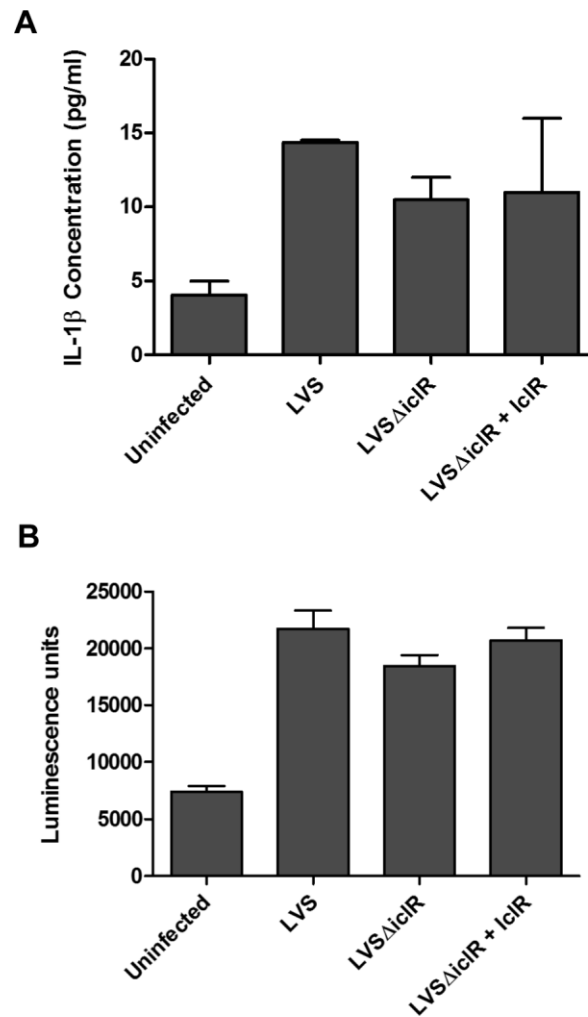 A
IL-1β Concentration (pg/ml)
20
15
10
5
0
Uninfected
LVS
LVSΔiclR
LVSΔiclR + IclR
B
Luminescence units
25000
20000
15000
10000
5000
0
Uninfected
LVS
LVSΔiclR
LVSΔiclR + IclR